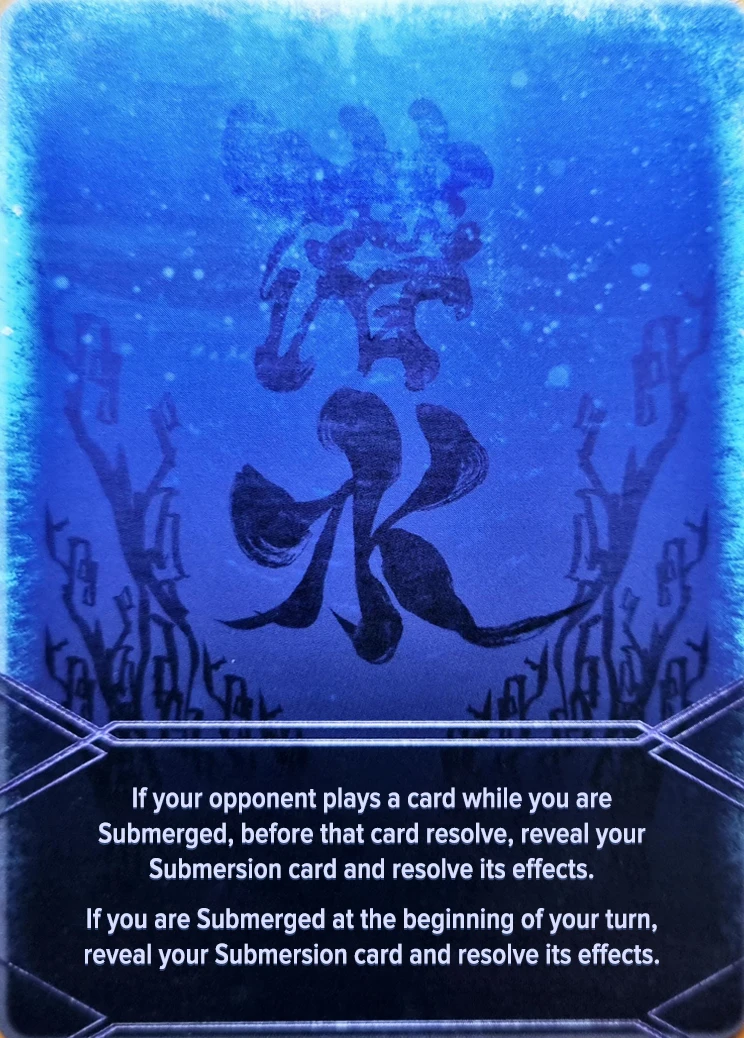 水
If your opponent plays a card while you are
Submerged, before that card resolve, reveal your
Submersion card and resolve its effects.
If you are Submerged at the beginning of your turn,
reveal your Submersion card and resolve its effects.